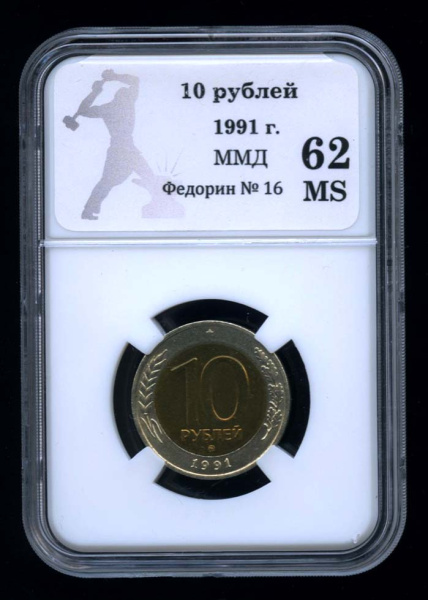 10 рублей
1991 г.
ММД
Федорин № 16
62
MS
10
РУБЛЕЙ
1991